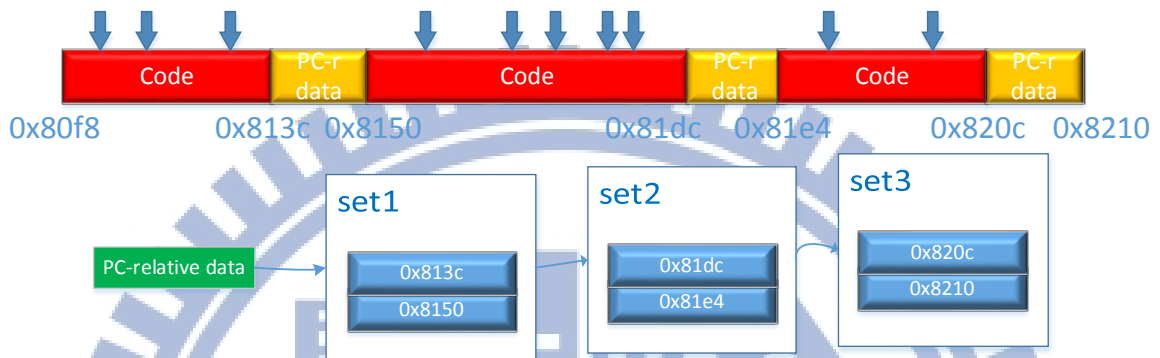 Code
PC-r
data
Code
PC-r
data
Code
PC-r
data
0x80f8
0x813c
0x8150
0x81dc
0x81e4
0x820c
0x8210
set1
set2
set3
PC-relative data
0x813c
0x8150
0x81dc
0x81e4
0x820c
0x8210